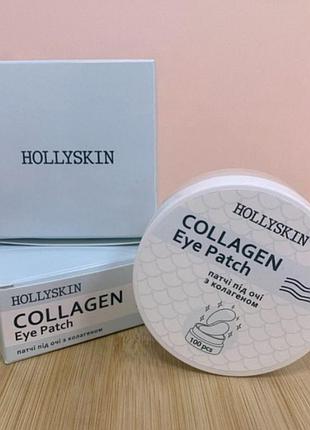 HOLLYSKIN
HOLLYSKIN
COLLAGEN
Eye Patch
патчі під очі з колагеном
HOLLYSKIN
COLLAGEN
Eye Patch
патчі під очі
з колагеном
100 pcs